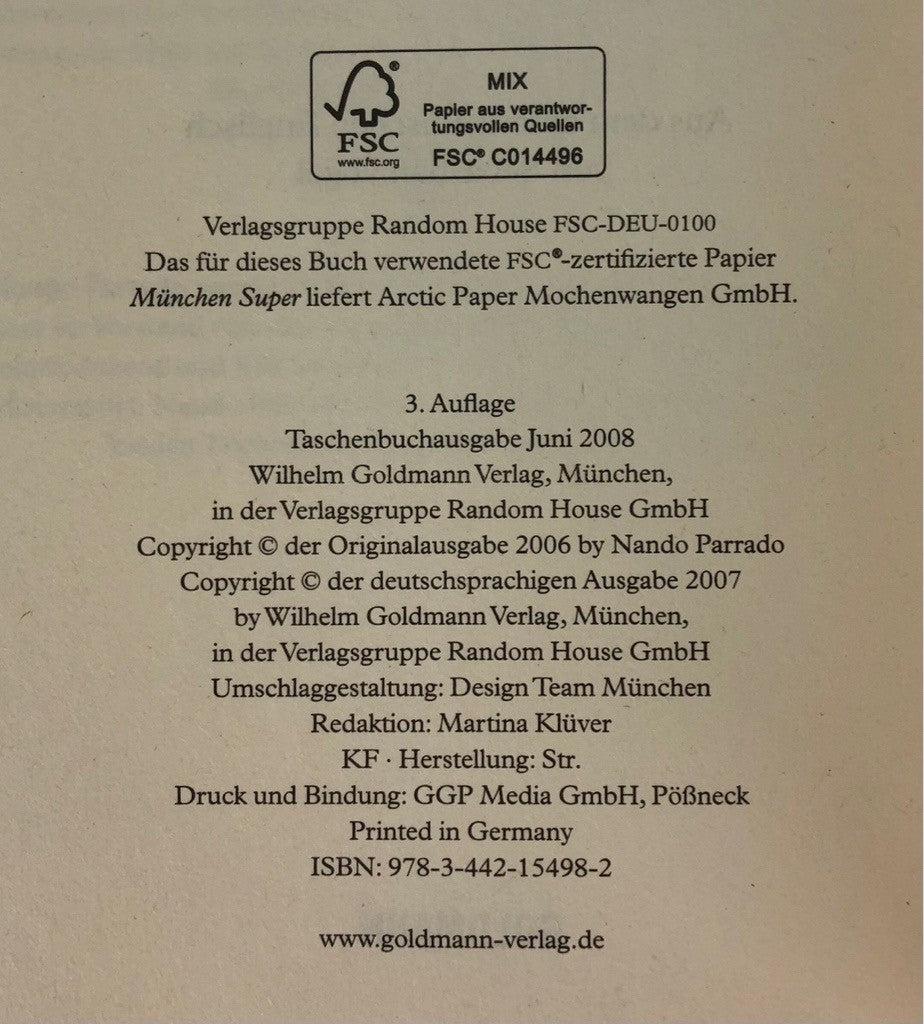 FSC®
www.fsc.org
MIX
Papier aus verantwor-
tungsvollen Quellen
FSC® C014496
Verlagsgruppe Random House FSC-DEU-0100
Das für dieses Buch verwendete FSC®-zertifizierte Papier
München Super liefert Arctic Paper Mochenwangen GmbH.
3. Auflage
Taschenbuchausgabe Juni 2008
Wilhelm Goldmann Verlag, München,
in der Verlagsgruppe Random House GmbH
Copyright © der Originalausgabe 2006 by Nando Parrado
Copyright © der deutschsprachigen Ausgabe 2007
by Wilhelm Goldmann Verlag, München,
in der Verlagsgruppe Random House GmbH
Umschlaggestaltung: Design Team München
Redaktion: Martina Klüver
KF · Herstellung: Str.
Druck und Bindung: GGP Media GmbH, Pößneck
Printed in Germany
ISBN: 978-3-442-15498-2
www.goldmann-verlag.de